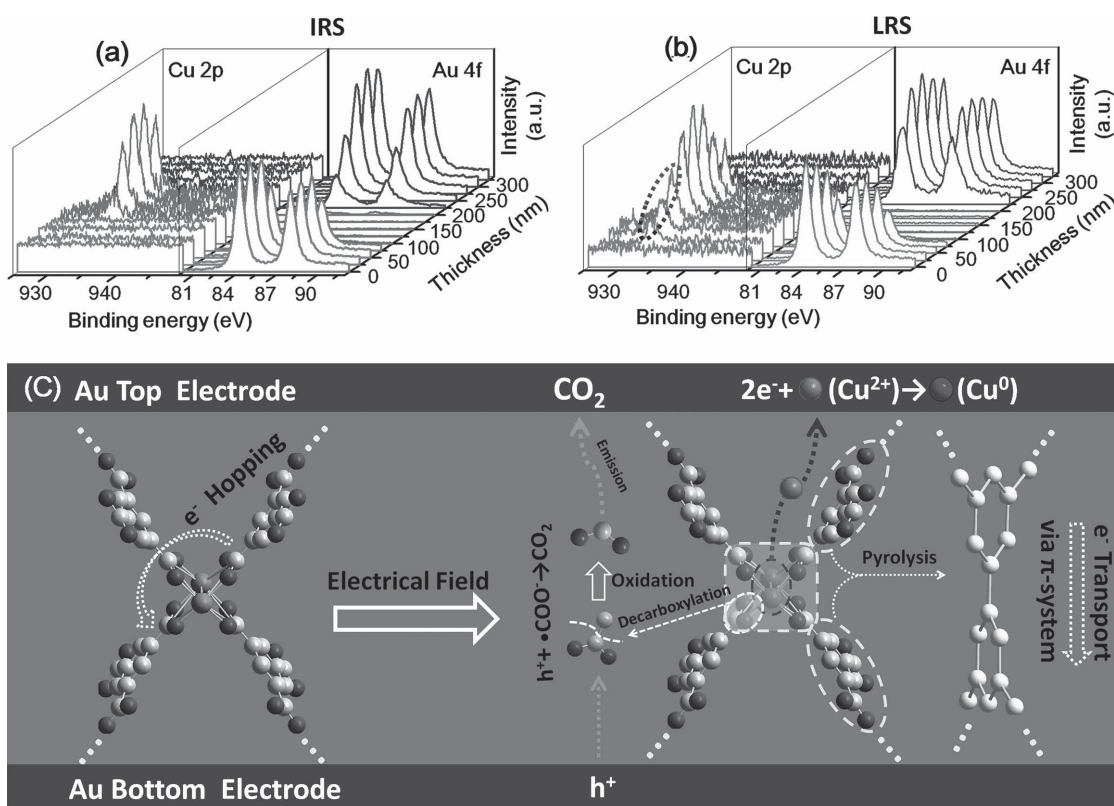 IRS
(a)
Cu 2p
Au 4f
Intensity
(a.u.)
300
250
200
150
100
50
0
Thickness (nm)
930
940
81
84
87
90
Binding energy (eV)
LRS
(b)
Cu 2p
Au 4f
Intensity
(a.u.)
300
250
200
150
100
50
0
Thickness (nm)
930
940
81
84
87
90
Binding energy (eV)
(C) Au Top Electrode
CO₂
2e⁻+ (Cu²⁺)→ (Cu⁰)
e⁻ Hopping
Electrical Field
Emission
Oxidation
Decarboxylation
h⁺+ •COO⁻→CO₂
Pyrolysis
e⁻ Transport
via π-system
Au Bottom Electrode
h⁺